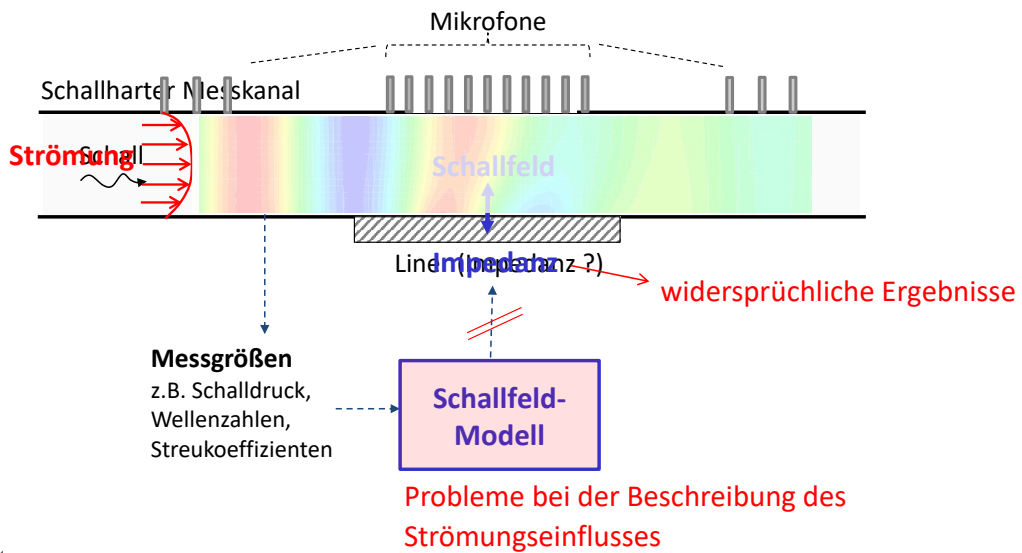 Mikrofone
Schallharter Messkanal
Strömung
Schall
Schallfeld
Impedanz
Liner (Impedanz ?)
widersprüchliche Ergebnisse
Messgrößen
z.B. Schalldruck,
Wellenzahlen,
Streukoeffizienten
Schallfeld-
Modell
Probleme bei der Beschreibung des
Strömungseinflusses